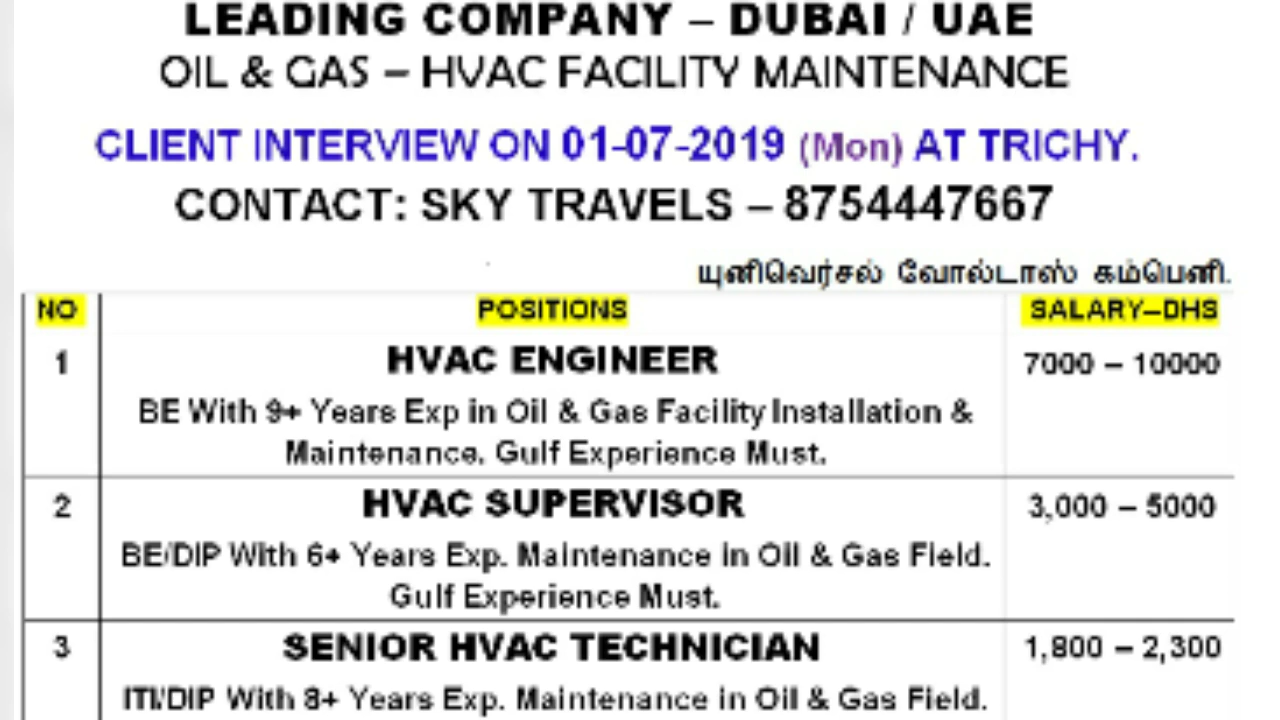 LEADING COMPANY – DUBAI / UAE
OIL & GAS – HVAC FACILITY MAINTENANCE
CLIENT INTERVIEW ON 01-07-2019 (Mon) AT TRICHY.
CONTACT: SKY TRAVELS – 8754447667
யுனிவெர்சல் வோல்டாஸ் கம்பெனி.
NO POSITIONS SALARY–DHS
1 HVAC ENGINEER 7000 – 10000
BE With 9+ Years Exp in Oil & Gas Facility Installation &
Maintenance. Gulf Experience Must.
2 HVAC SUPERVISOR 3,000 – 5000
BE/DIP With 6+ Years Exp. Maintenance in Oil & Gas Field.
Gulf Experience Must.
3 SENIOR HVAC TECHNICIAN 1,800 – 2,300
ITI/DIP With 8+ Years Exp. Maintenance in Oil & Gas Field.